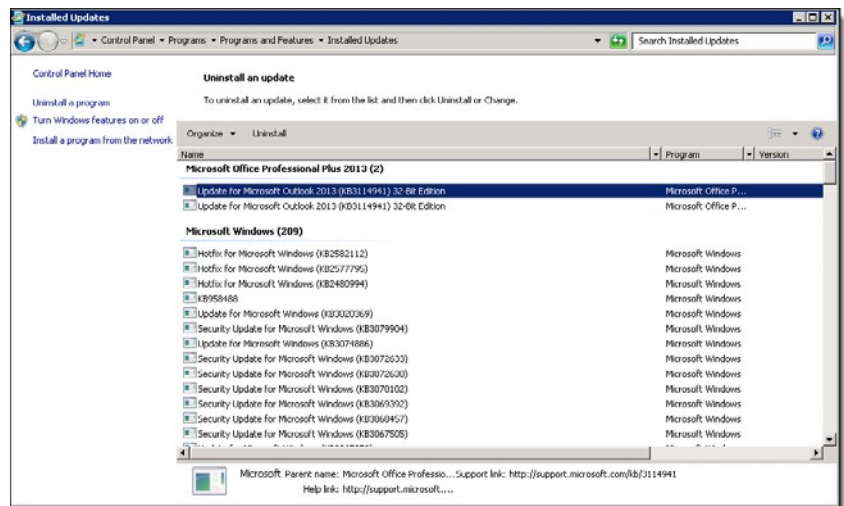 Installed Updates
Control Panel • Programs • Programs and Features • Installed Updates
Search Installed Updates
Control Panel Home
Uninstall a program
Turn Windows features on or off
Install a program from the network
Uninstall an update
To uninstall an update, select it from the list and then click Uninstall or Change.
Organize Uninstall
Name Program Version
Microsoft Office Professional Plus 2013 (2)
Update for Microsoft Outlook 2013 (KB3114941) 32-Bit Edition Microsoft Office P...
Update for Microsoft Outlook 2013 (KB3114941) 32-Bit Edition Microsoft Office P...
Microsoft Windows (209)
Hotfix for Microsoft Windows (KB2582112) Microsoft Windows
Hotfix for Microsoft Windows (KB2577795) Microsoft Windows
Hotfix for Microsoft Windows (KB2480994) Microsoft Windows
KB958488 Microsoft Windows
Update for Microsoft Windows (KB3020369) Microsoft Windows
Security Update for Microsoft Windows (KB3079904) Microsoft Windows
Update for Microsoft Windows (KB3074886) Microsoft Windows
Security Update for Microsoft Windows (KB3072633) Microsoft Windows
Security Update for Microsoft Windows (KB3072630) Microsoft Windows
Security Update for Microsoft Windows (KB3070102) Microsoft Windows
Security Update for Microsoft Windows (KB3069392) Microsoft Windows
Security Update for Microsoft Windows (KB3060457) Microsoft Windows
Security Update for Microsoft Windows (KB3067505) Microsoft Windows
Microsoft Parent name: Microsoft Office Professio... Support link: http://support.microsoft.com/kb/3114941
Help link: http://support.microsoft....